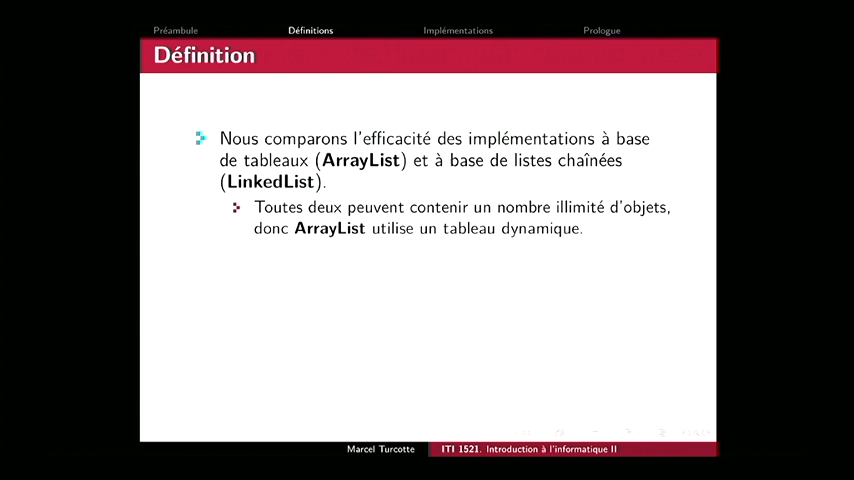 Préambule Définitions Implémentations Prologue
Définition
Nous comparons l'efficacité des implémentations à base
de tableaux (ArrayList) et à base de listes chaînées
(LinkedList).
Toutes deux peuvent contenir un nombre illimité d'objets,
donc ArrayList utilise un tableau dynamique.
Marcel Turcotte ITI 1521. Introduction à l'informatique II